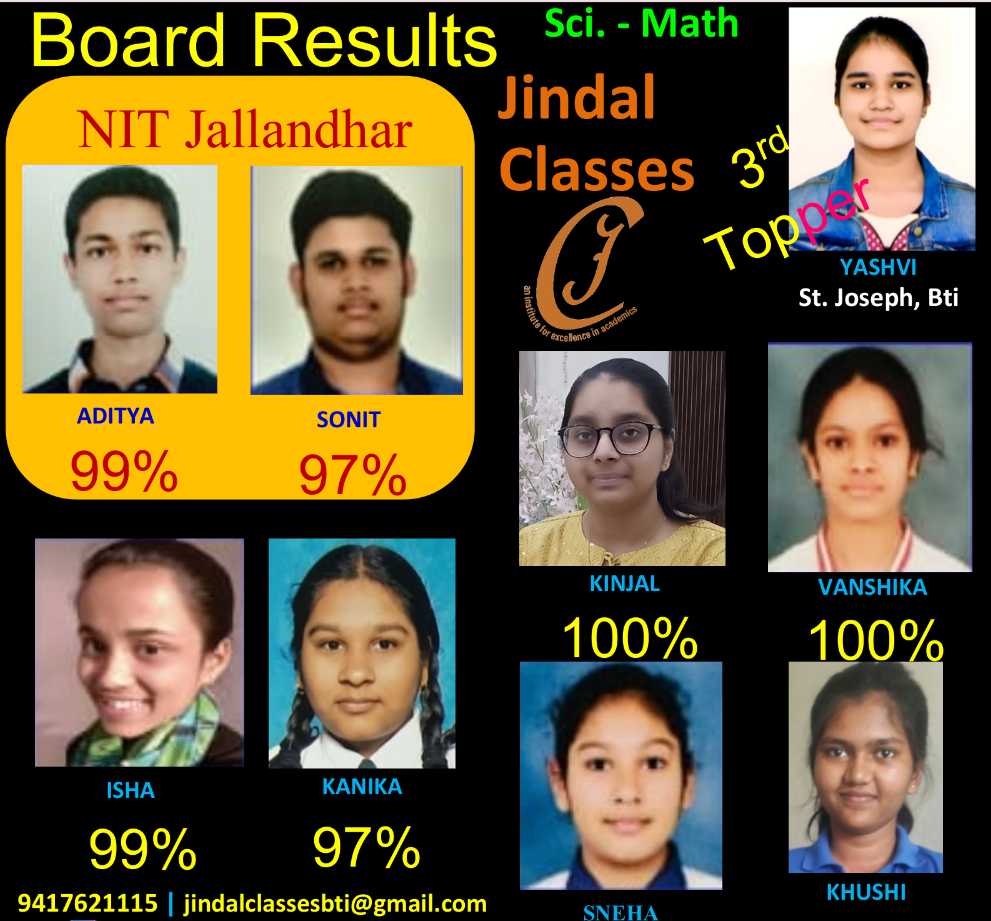 Board Results
NIT Jallandhar
ADITYA
SONIT
99%
97%
ISHA
KANIKA
99%
97%
9417621115 | jindalclassesbti@gmail.com
Sci. - Math
Jindal
Classes
an institute for excellence in academics
3rd
Topper
YASHVI
St. Joseph, Bti
KINJAL
VANSHIKA
100%
100%
SNEHA
KHUSHI